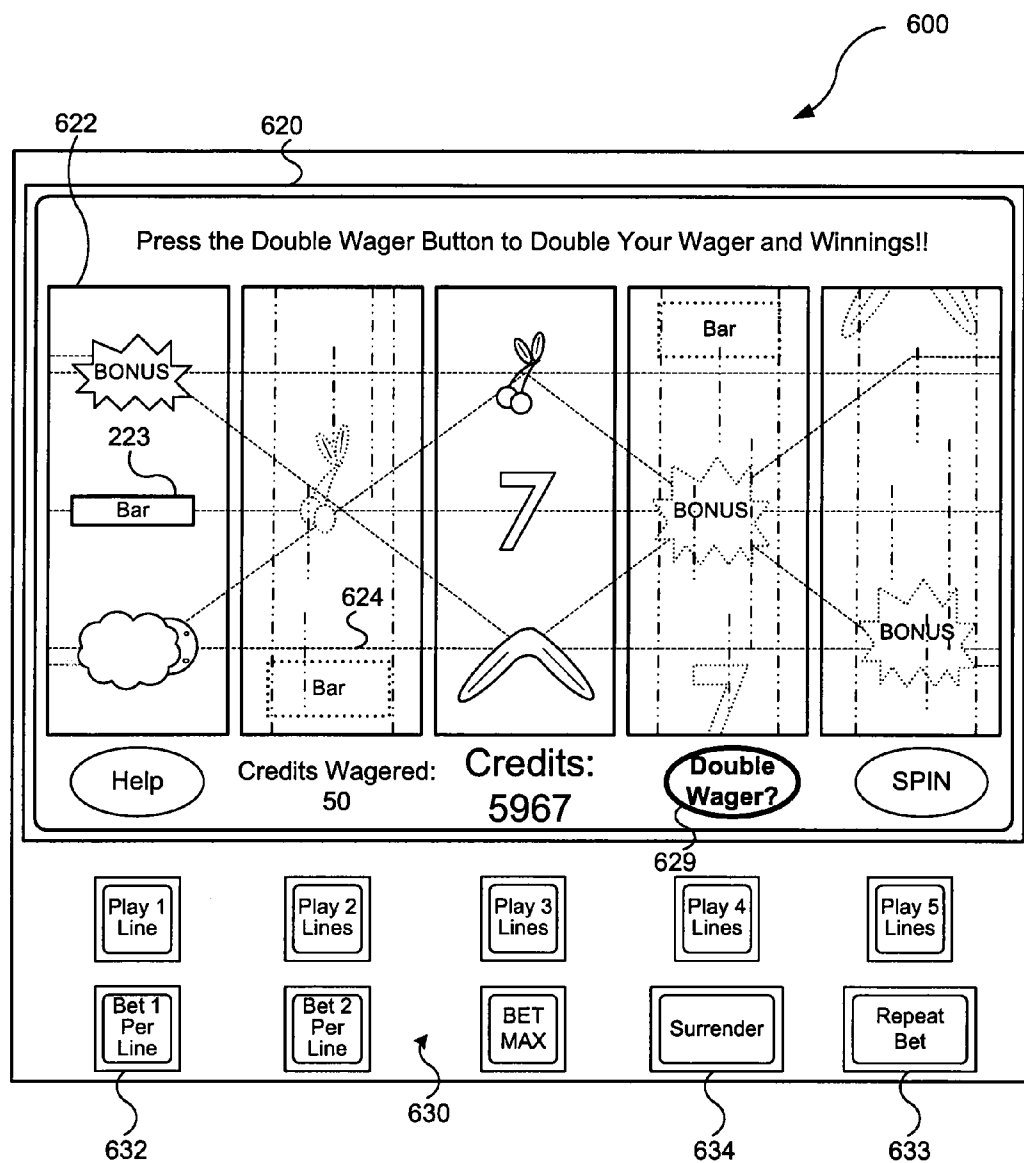 600
622
620
Press the Double Wager Button to Double Your Wager and Winnings!!
Bar
BONUS
223
Bar
7
BONUS
624
BONUS
Bar
7
Help
Credits Wagered:
50
Credits:
5967
Double
Wager?
SPIN
629
Play 1
Line
Play 2
Lines
Play 3
Lines
Play 4
Lines
Play 5
Lines
Bet 1
Per
Line
Bet 2
Per
Line
BET
MAX
Surrender
Repeat
Bet
630
632
634
633